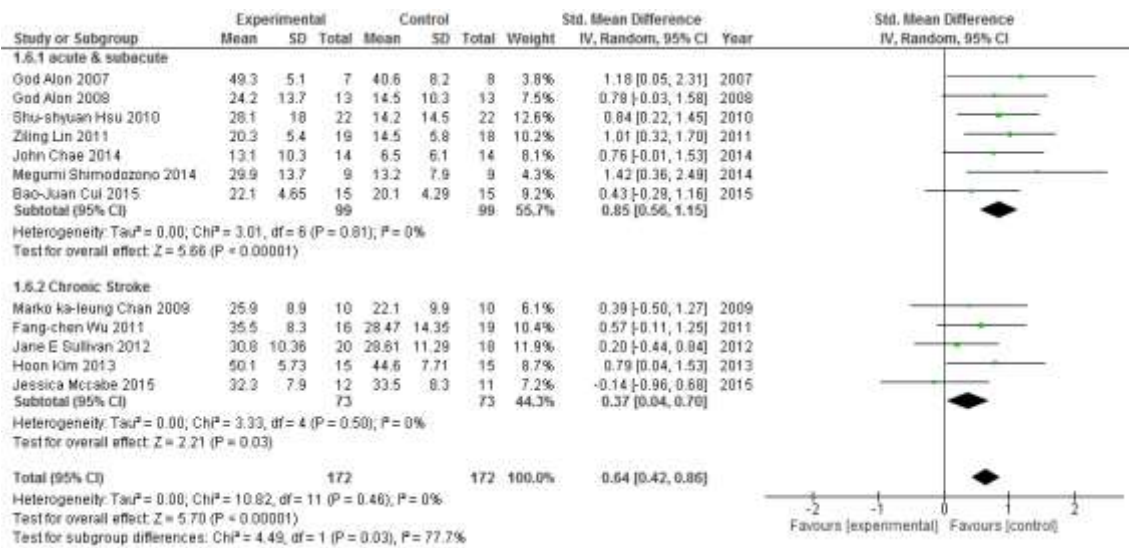 Experimental Control Std. Mean Difference Std. Mean Difference
Study or Subgroup Mean SD Total Mean SD Total Weight IV, Random, 95% CI Year IV, Random, 95% CI
1.6.1 acute & subacute
God Alon 2007 49.3 5.1 7 40.6 8.2 8 3.8% 1.18 [0.05, 2.31] 2007
God Alon 2008 24.2 13.7 13 14.5 10.3 13 7.5% 0.78 [-0.03, 1.58] 2008
Shu-shyuan Hsu 2010 28.1 18 22 14.2 14.5 22 12.6% 0.84 [0.22, 1.45] 2010
Ziling Lin 2011 20.3 5.4 19 14.5 5.8 18 10.1% 1.01 [0.32, 1.70] 2011
John Chae 2014 13.1 10.3 14 6.5 6.1 14 8.1% 0.76 [-0.01, 1.53] 2014
Megumi Shimodozono 2014 29.9 13.7 9 13.2 7.9 9 4.3% 1.42 [0.36, 2.49] 2014
Bao-Juan Cui 2015 22.1 4.65 15 20.1 4.29 15 9.2% 0.43 [-0.29, 1.16] 2015
Subtotal (95% CI) 99 99 55.7% 0.85 [0.56, 1.15]
Heterogeneity: Tau² = 0.00; Chi² = 3.01, df = 6 (P = 0.81); I² = 0%
Test for overall effect: Z = 5.66 (P < 0.00001)
1.6.2 Chronic Stroke
Marko ka-leung Chan 2009 25.9 8.9 10 22.1 9.9 10 6.1% 0.39 [-0.50, 1.27] 2009
Fang-chen Wu 2011 35.5 8.3 16 28.47 14.35 19 10.4% 0.57 [-0.11, 1.25] 2011
Jane E Sullivan 2012 30.8 10.36 20 28.61 11.29 18 11.9% 0.20 [-0.44, 0.84] 2012
Hoon Kim 2013 50.1 5.73 15 44.6 7.71 15 8.7% 0.79 [0.04, 1.53] 2013
Jessica Mccabe 2015 32.3 7.9 12 33.5 8.3 11 7.2% -0.14 [-0.96, 0.68] 2015
Subtotal (95% CI) 73 73 44.3% 0.37 [0.04, 0.70]
Heterogeneity: Tau² = 0.00; Chi² = 3.33, df = 4 (P = 0.50); I² = 0%
Test for overall effect: Z = 2.21 (P = 0.03)
Total (95% CI) 172 172 100.0% 0.64 [0.42, 0.86]
Heterogeneity: Tau² = 0.00; Chi² = 10.82, df = 11 (P = 0.46); I² = 0%
Test for overall effect: Z = 5.70 (P < 0.00001)
Test for subgroup differences: Chi² = 4.49, df = 1 (P = 0.03), I² = 77.7%
-2 -1 0 1 2
Favours [experimental] Favours [control]